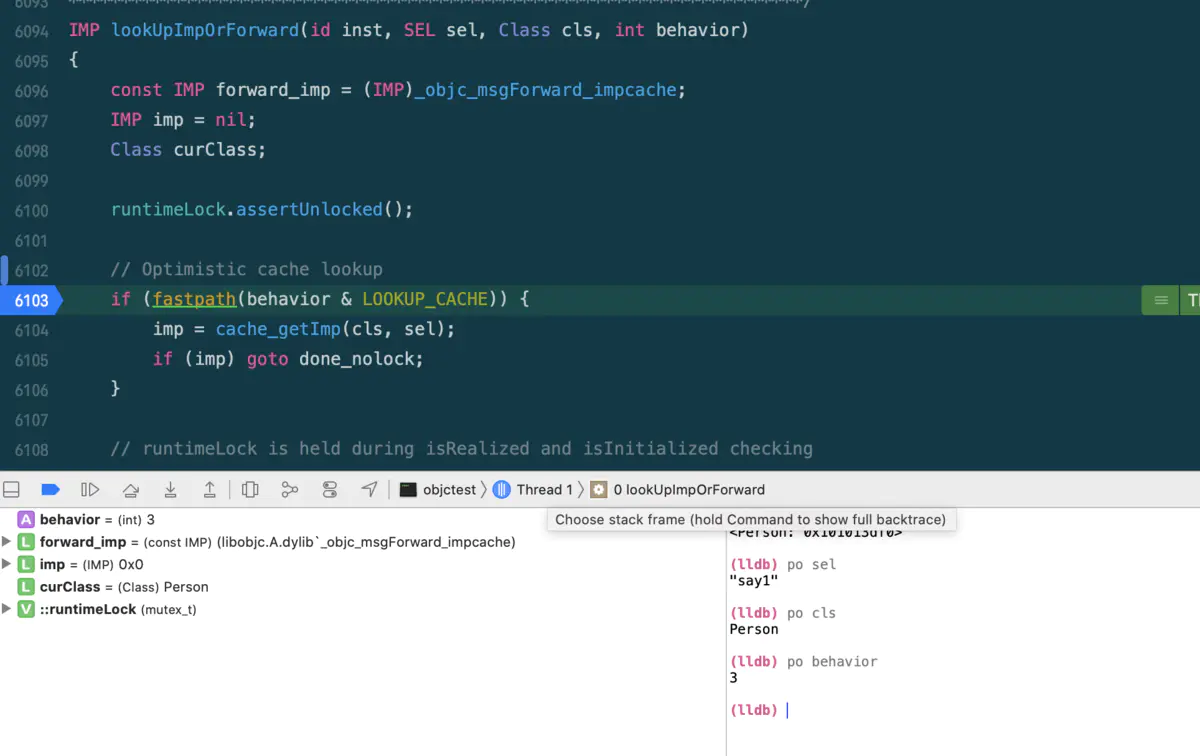 6093
6094 IMP lookUpImpOrForward(id inst, SEL sel, Class cls, int behavior)
6095 {
6096 const IMP forward_imp = (IMP)_objc_msgForward_impcache;
6097 IMP imp = nil;
6098 Class curClass;
6099
6100 runtimeLock.assertUnlocked();
6101
6102 // Optimistic cache lookup
6103 if (fastpath(behavior & LOOKUP_CACHE)) {
6104 imp = cache_getImp(cls, sel);
6105 if (imp) goto done_nolock;
6106 }
6107
6108 // runtimeLock is held during isRealized and isInitialized checking
objctest Thread 1 0 lookUpImpOrForward
Choose stack frame (hold Command to show full backtrace)
A behavior = (int) 3
L forward_imp = (const IMP) (libobjc.A.dylib`_objc_msgForward_impcache)
L imp = (IMP) 0x0
L curClass = (Class) Person
V ::runtimeLock (mutex_t)
<Person: 0x101013df0>
(lldb) po sel
"say1"
(lldb) po cls
Person
(lldb) po behavior
3
(lldb)